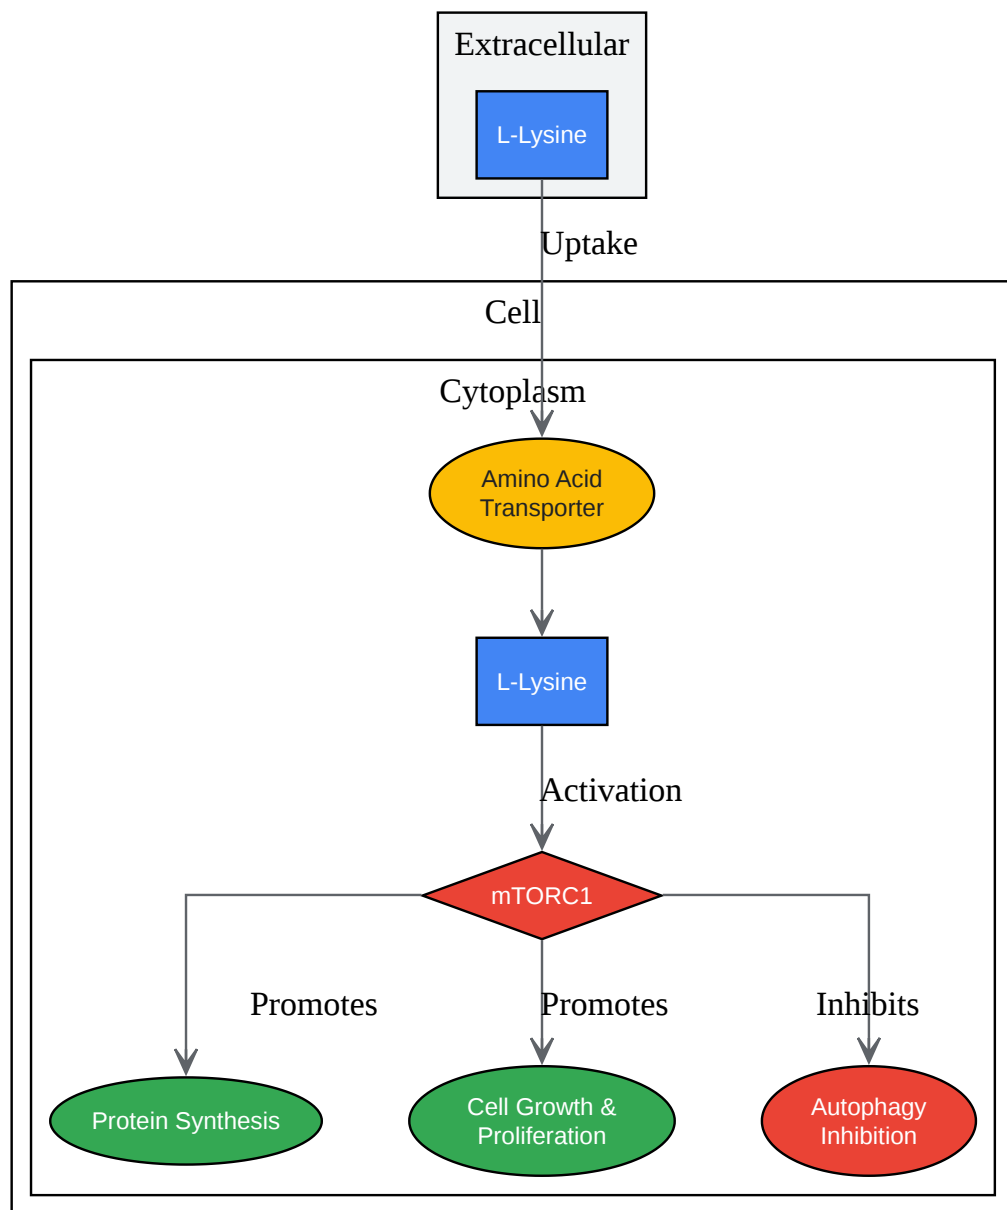 Extracellular
L-Lysine
Uptake
Cell
Cytoplasm
Amino Acid
Transporter
L-Lysine
Activation
mTORC1
Promotes
Promotes
Inhibits
Protein Synthesis
Cell Growth &
Proliferation
Autophagy
Inhibition